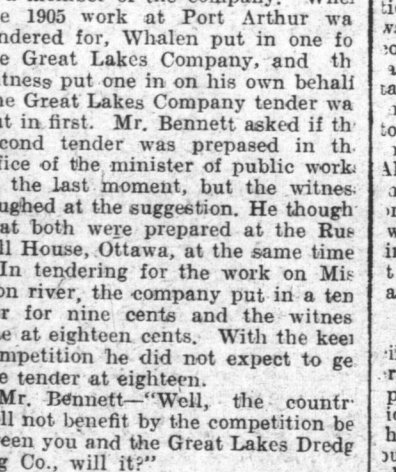 e 1905 work at Port Arthur wa
ndered for, Whalen put in one fo
e Great Lakes Company, and th
itness put one in on his own behalf
he Great Lakes Company tender wa
ut in first. Mr. Bennett asked if th
cond tender was prepased in th
fice of the minister of public work
the last moment, but the witnes
ughed at the suggestion. He though
at both were prepared at the Rus
ll House, Ottawa, at the same time
In tendering for the work on Mis
on river, the company put in a ten
r for nine cents and the witnes
e at eighteen cents. With the keen
mpetition he did not expect to ge
e tender at eighteen.
Mr. Bennett—"Well, the countr
ll not benefit by the competition be
een you and the Great Lakes Dredg
g Co., will it?"